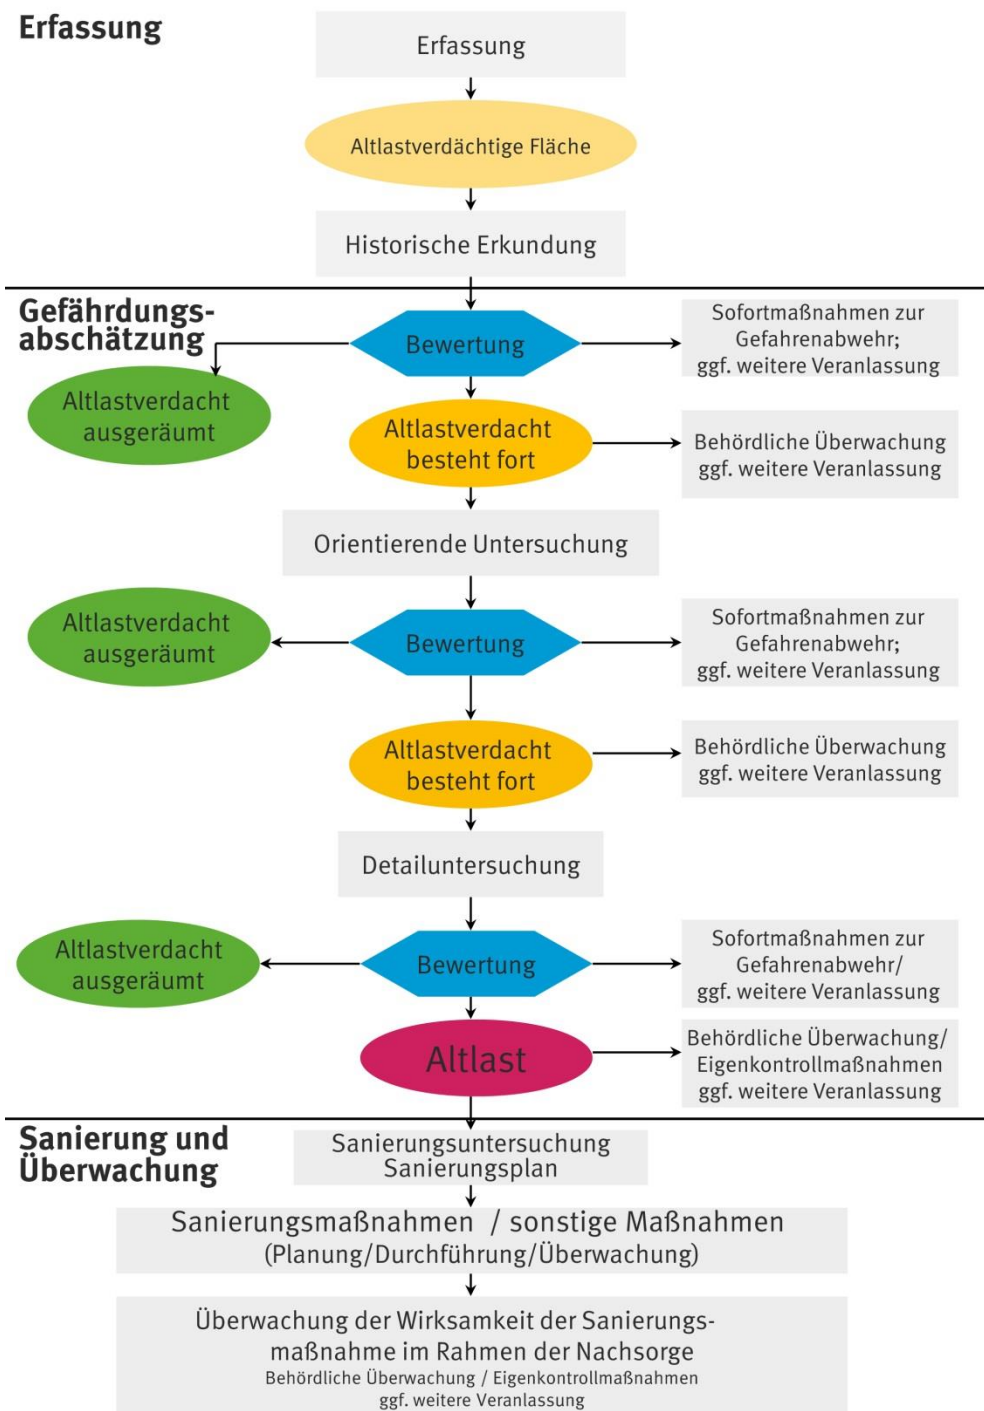 Erfassung
Erfassung
Altlastverdächtige Fläche
Historische Erkundung
Gefährdungs-
abschätzung
Bewertung
Sofortmaßnahmen zur
Gefahrenabwehr;
ggf. weitere Veranlassung
Altlastverdacht
ausgeräumt
Altlastverdacht
besteht fort
Behördliche Überwachung
ggf. weitere Veranlassung
Orientierende Untersuchung
Altlastverdacht
ausgeräumt
Bewertung
Sofortmaßnahmen zur
Gefahrenabwehr;
ggf. weitere Veranlassung
Altlastverdacht
besteht fort
Behördliche Überwachung
ggf. weitere Veranlassung
Detailuntersuchung
Altlastverdacht
ausgeräumt
Bewertung
Sofortmaßnahmen zur
Gefahrenabwehr/
ggf. weitere Veranlassung
Altlast
Behördliche Überwachung/
Eigenkontrollmaßnahmen
ggf. weitere Veranlassung
Sanierung und
Überwachung
Sanierungsuntersuchung
Sanierungsplan
Sanierungsmaßnahmen / sonstige Maßnahmen
(Planung/Durchführung/Überwachung)
Überwachung der Wirksamkeit der Sanierungs-
maßnahme im Rahmen der Nachsorge
Behördliche Überwachung / Eigenkontrollmaßnahmen
ggf. weitere Veranlassung